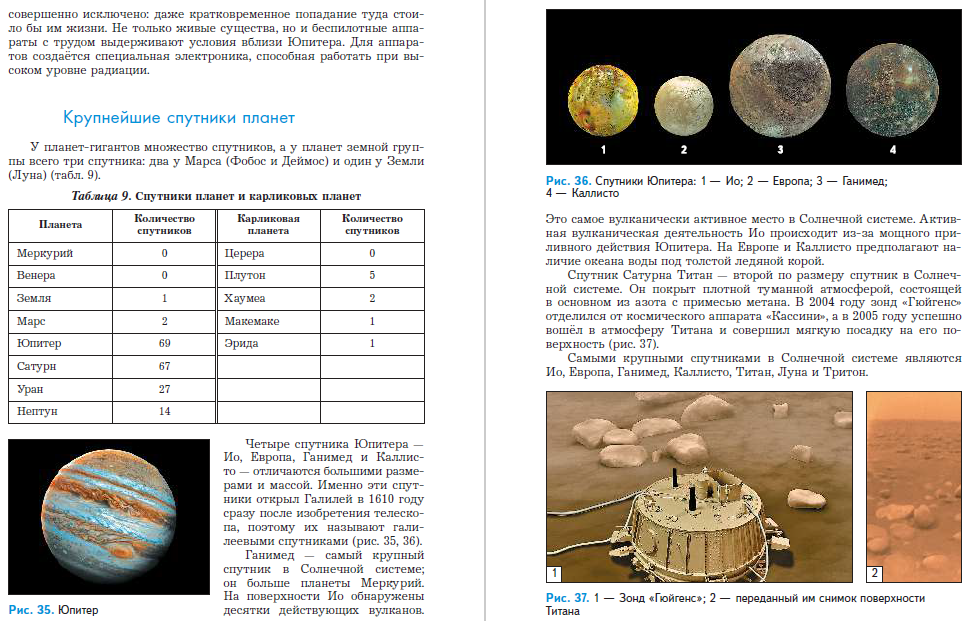 совершенно исключено: даже кратковременное попадание туда стои-
ло бы им жизни. Не только живые существа, но и беспилотные аппа-
раты с трудом выдерживают условия вблизи Юпитера. Для аппара-
тов создаётся специальная электроника, способная работать при вы-
соком уровне радиации.
Крупнейшие спутники планет
У планет-гигантов множество спутников, а у планет земной груп-
пы всего три спутника: два у Марса (Фобос и Деймос) и один у Земли
(Луна) (табл. 9).
Таблица 9. Спутники планет и карликовых планет
Планета Количество спутников Карликовая планета Количество спутников
Меркурий 0 Церера 0
Венера 0 Плутон 5
Земля 1 Хаумеа 2
Марс 2 Макемаке 1
Юпитер 69 Эрида 1
Сатурн 67
Уран 27
Нептун 14
Четыре спутника Юпитера —
Ио, Европа, Ганимед и Каллис-
то — отличаются большими разме-
рами и массой. Именно эти спут-
ники открыл Галилей в 1610 году
сразу после изобретения телеско-
па, поэтому их называют гали-
леевыми спутниками (рис. 35, 36).
Ганимед — самый крупный
спутник в Солнечной системе;
он больше планеты Меркурий.
На поверхности Ио обнаружены
десятки действующих вулканов.
Рис. 35. Юпитер
1 2 3 4
Рис. 36. Спутники Юпитера: 1 — Ио; 2 — Европа; 3 — Ганимед;
4 — Каллисто
Это самое вулканически активное место в Солнечной системе. Актив-
ная вулканическая деятельность Ио происходит из-за мощного при-
ливного действия Юпитера. На Европе и Каллисто предполагают на-
личие океана воды под толстой ледяной корой.
Спутник Сатурна Титан — второй по размеру спутник в Солнеч-
ной системе. Он покрыт плотной туманной атмосферой, состоящей
в основном из азота с примесью метана. В 2004 году зонд «Гюйгенс»
отделился от космического аппарата «Кассини», а в 2005 году успешно
вошёл в атмосферу Титана и совершил мягкую посадку на его по-
верхность (рис. 37).
Самыми крупными спутниками в Солнечной системе являются
Ио, Европа, Ганимед, Каллисто, Титан, Луна и Тритон.
1 2
Рис. 37. 1 — Зонд «Гюйгенс»; 2 — переданный им снимок поверхности
Титана